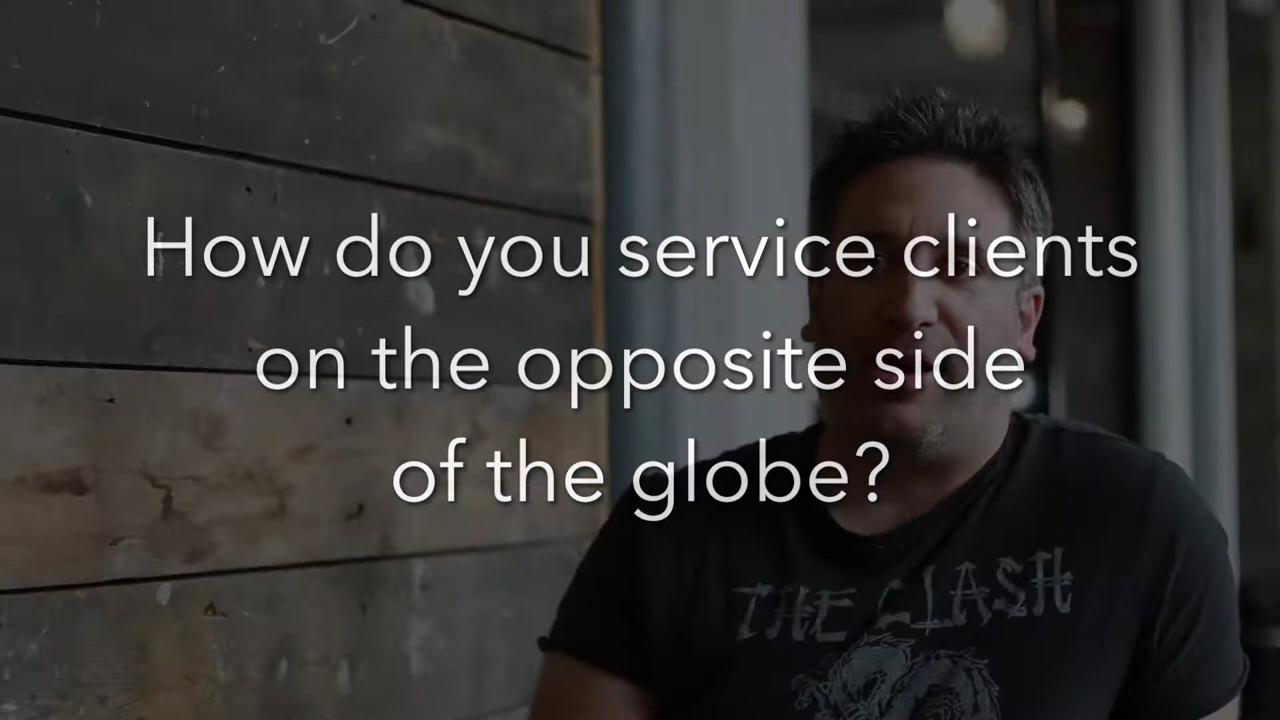 How do you service clients
on the opposite side
of the globe?
THE CLASH